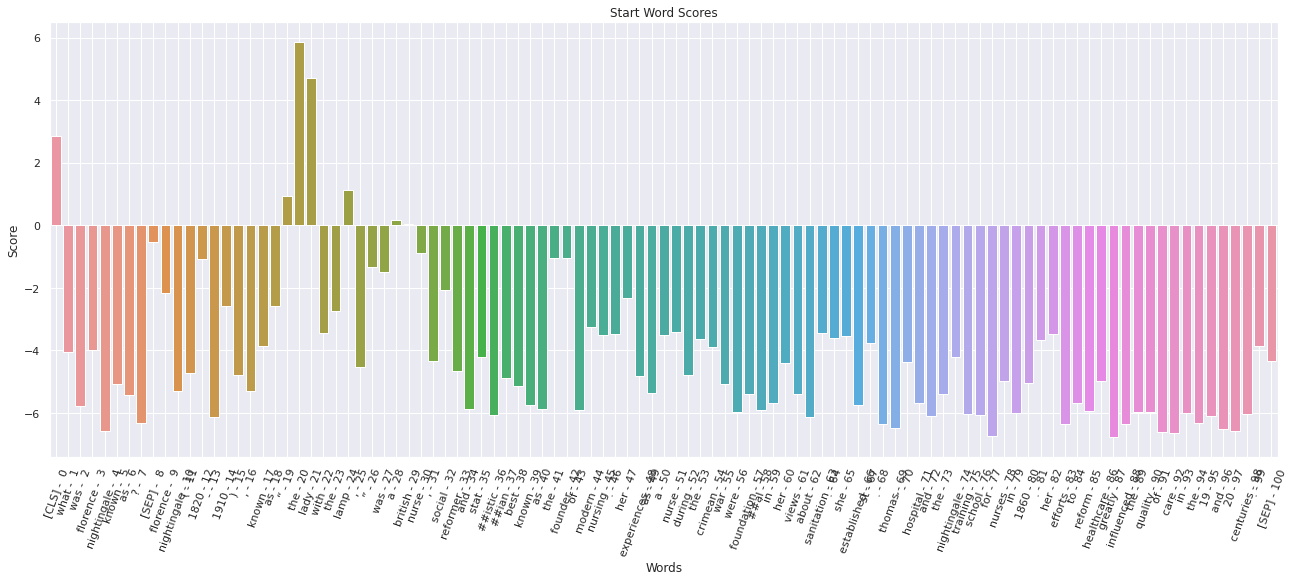 Start Word Scores
Score
6
4
2
0
−2
−4
−6
[CLS] - 0
what - 1
was - 2
florence - 3
nightingale - 4
known - 5
as - 6
? - 7
[SEP] - 8
florence - 9
nightingale - 10
( - 11
1820 - 12
- 13
1910 - 14
) - 15
, - 16
known - 17
as - 18
- 19
the - 20
lady - 21
with - 22
the - 23
lamp - 24
- 25
, - 26
was - 27
a - 28
british - 29
nurse - 30
, - 31
social - 32
reformer - 33
and - 34
stat - 35
##istic - 36
##ian - 37
best - 38
known - 39
as - 40
the - 41
founder - 42
of - 43
modern - 44
nursing - 45
. - 46
her - 47
experiences - 48
as - 49
a - 50
nurse - 51
during - 52
the - 53
crimean - 54
war - 55
were - 56
foundation - 57
##al - 58
in - 59
her - 60
views - 61
about - 62
sanitation - 63
. - 64
she - 65
established - 66
st - 67
. - 68
thomas - 69
- 70
hospital - 71
and - 72
the - 73
nightingale - 74
training - 75
school - 76
for - 77
nurses - 78
in - 79
1860 - 80
. - 81
her - 82
efforts - 83
to - 84
reform - 85
healthcare - 86
greatly - 87
influenced - 88
the - 89
quality - 90
of - 91
care - 92
in - 93
the - 94
19 - 95
and - 96
20 - 97
centuries - 98
. - 99
[SEP] - 100
Words